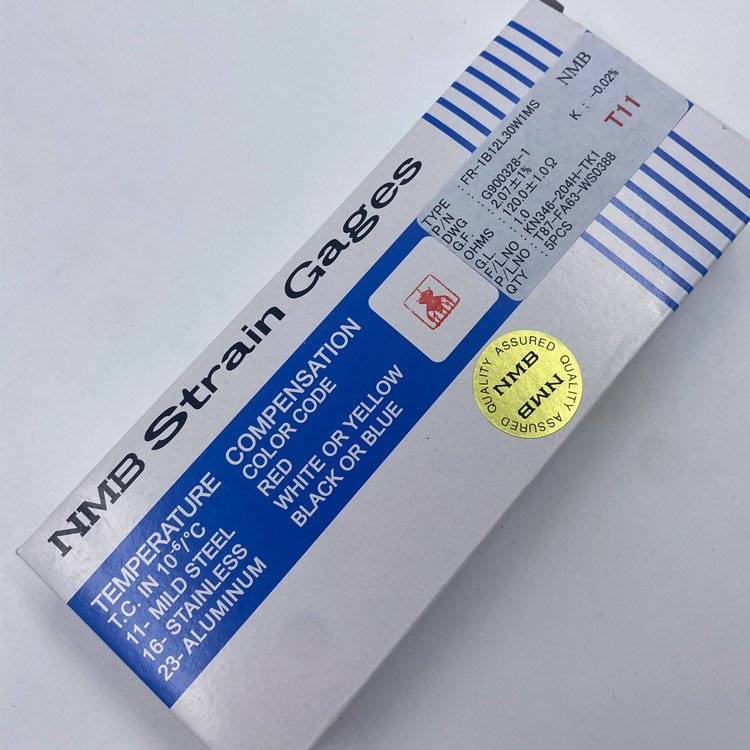 NMB Strain Gages
TEMPERATURE COMPENSATION
T.C. IN 10⁻⁶/°C COLOR CODE
11- MILD STEEL RED
16- STAINLESS WHITE OR YELLOW
23- ALUMINUM BLACK OR BLUE
NMB
TYPE : FR-1B12L30W1MS
P/N :
DWG : G900328-1
G.F. : 2.07±1% K : -0.02%
OHMS : 120.0±1.0Ω
G.L. : 1.0
F/L.NO : KN346-204H-TK1
P/L.NO : T87-FA63-WS0388
QTY : 5PCS
T11
QUALITY ASSURED
NMB
NMB
QUALITY ASSURED